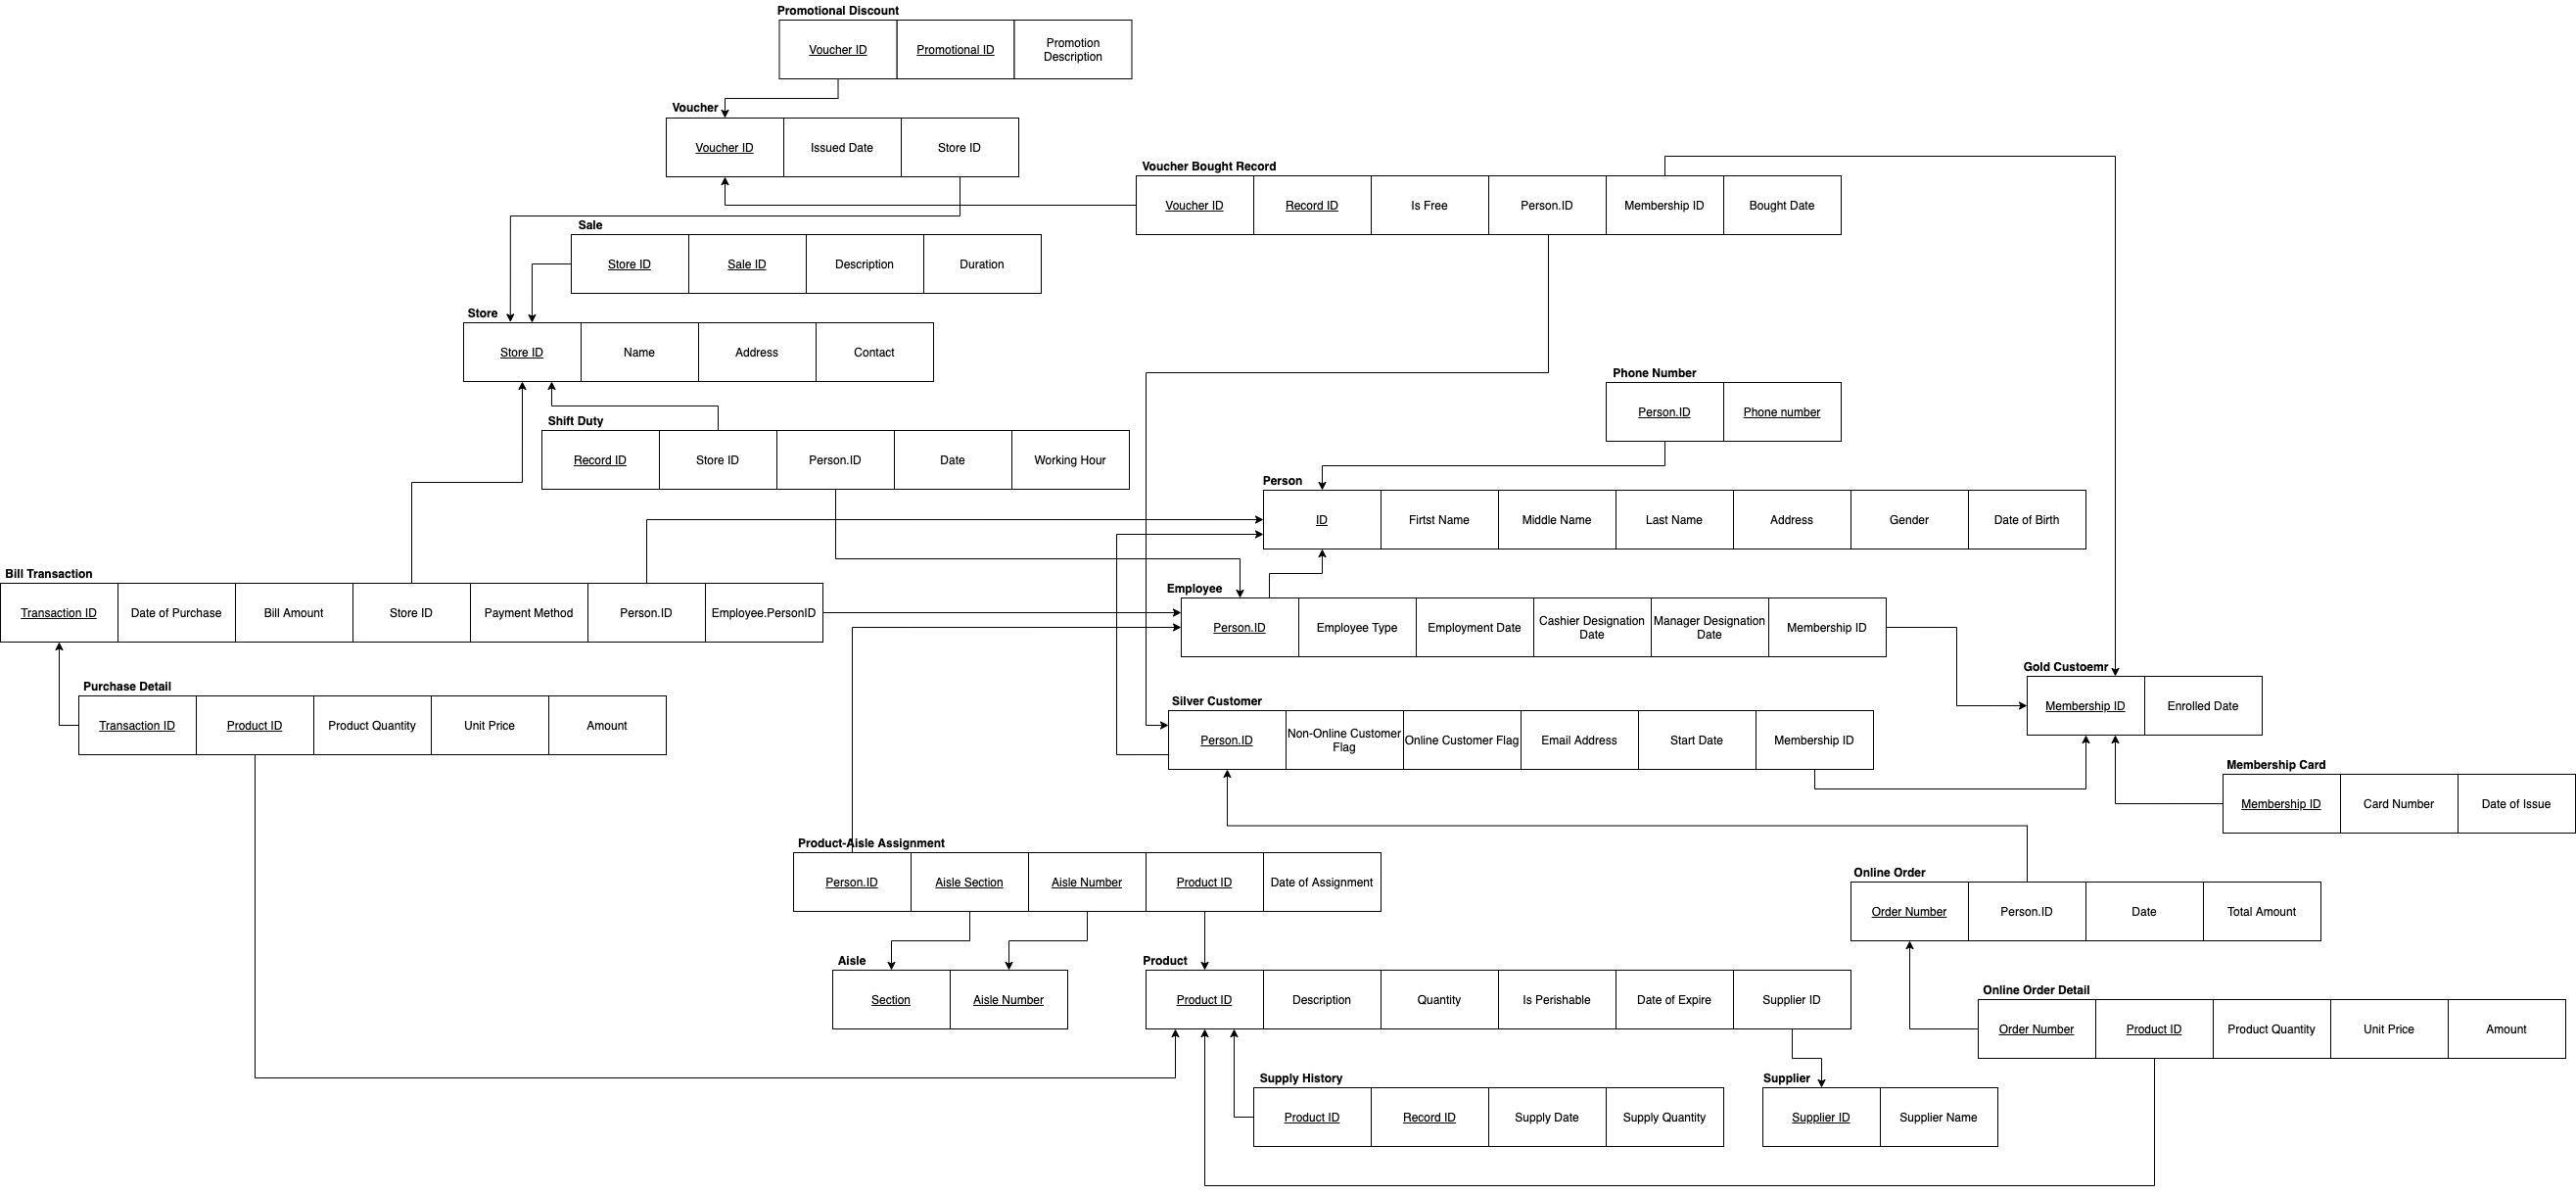 Promotional Discount
Voucher ID
Promotional ID
Promotion
Description
Voucher
Voucher ID
Issued Date
Store ID
Voucher Bought Record
Voucher ID
Record ID
Is Free
Person.ID
Membership ID
Bought Date
Sale
Store ID
Sale ID
Description
Duration
Store
Store ID
Name
Address
Contact
Phone Number
Person.ID
Phone number
Shift Duty
Record ID
Store ID
Person.ID
Date
Working Hour
Person
ID
Firtst Name
Middle Name
Last Name
Address
Gender
Date of Birth
Bill Transaction
Transaction ID
Date of Purchase
Bill Amount
Store ID
Payment Method
Person.ID
Employee.PersonID
Employee
Person.ID
Employee Type
Employment Date
Cashier Designation
Date
Manager Designation
Date
Membership ID
Gold Custoemr
Membership ID
Enrolled Date
Purchase Detail
Transaction ID
Product ID
Product Quantity
Unit Price
Amount
Silver Customer
Person.ID
Non-Online Customer
Flag
Online Customer Flag
Email Address
Start Date
Membership ID
Membership Card
Membership ID
Card Number
Date of Issue
Product-Aisle Assignment
Person.ID
Aisle Section
Aisle Number
Product ID
Date of Assignment
Online Order
Order Number
Person.ID
Date
Total Amount
Aisle
Section
Aisle Number
Product
Product ID
Description
Quantity
Is Perishable
Date of Expire
Supplier ID
Online Order Detail
Order Number
Product ID
Product Quantity
Unit Price
Amount
Supply History
Product ID
Record ID
Supply Date
Supply Quantity
Supplier
Supplier ID
Supplier Name